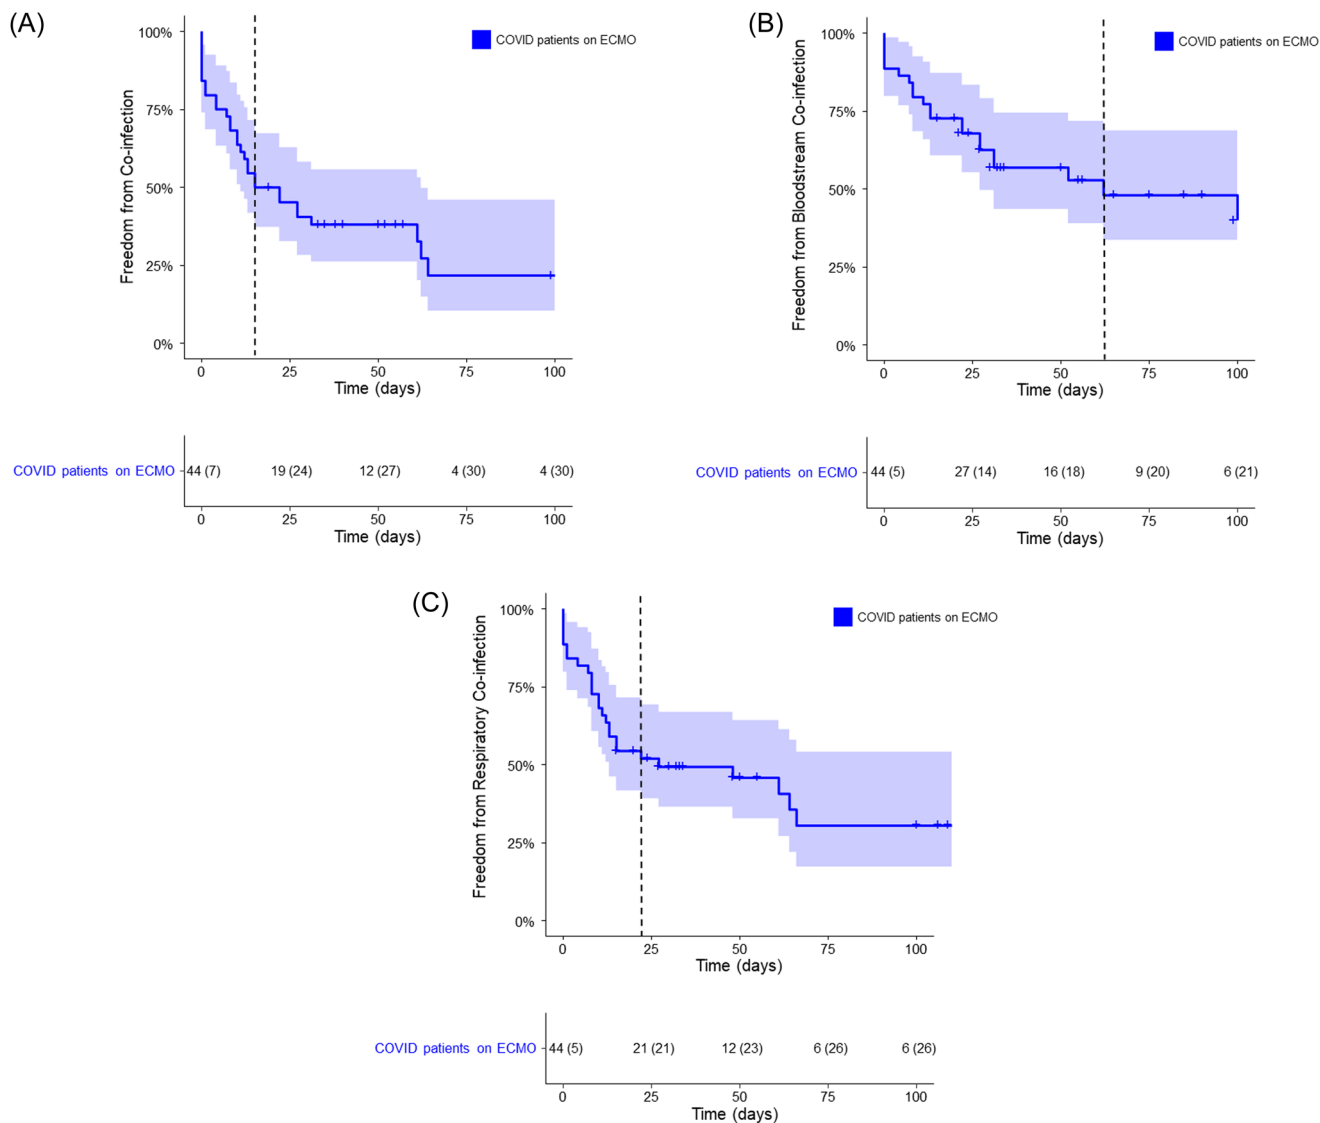 (A)
COVID patients on ECMO
Freedom from Co-infection
100%
75%
50%
25%
0%
0 25 50 75 100
Time (days)
COVID patients on ECMO 44 (7) 19 (24) 12 (27) 4 (30) 4 (30)
0 25 50 75 100
Time (days)
(B)
COVID patients on ECMO
Freedom from Bloodstream Co-infection
100%
75%
50%
25%
0%
0 25 50 75 100
Time (days)
COVID patients on ECMO 44 (5) 27 (14) 16 (18) 9 (20) 6 (21)
0 25 50 75 100
Time (days)
(C)
COVID patients on ECMO
Freedom from Respiratory Co-infection
100%
75%
50%
25%
0%
0 25 50 75 100
Time (days)
COVID patients on ECMO 44 (5) 21 (21) 12 (23) 6 (26) 6 (26)
0 25 50 75 100
Time (days)